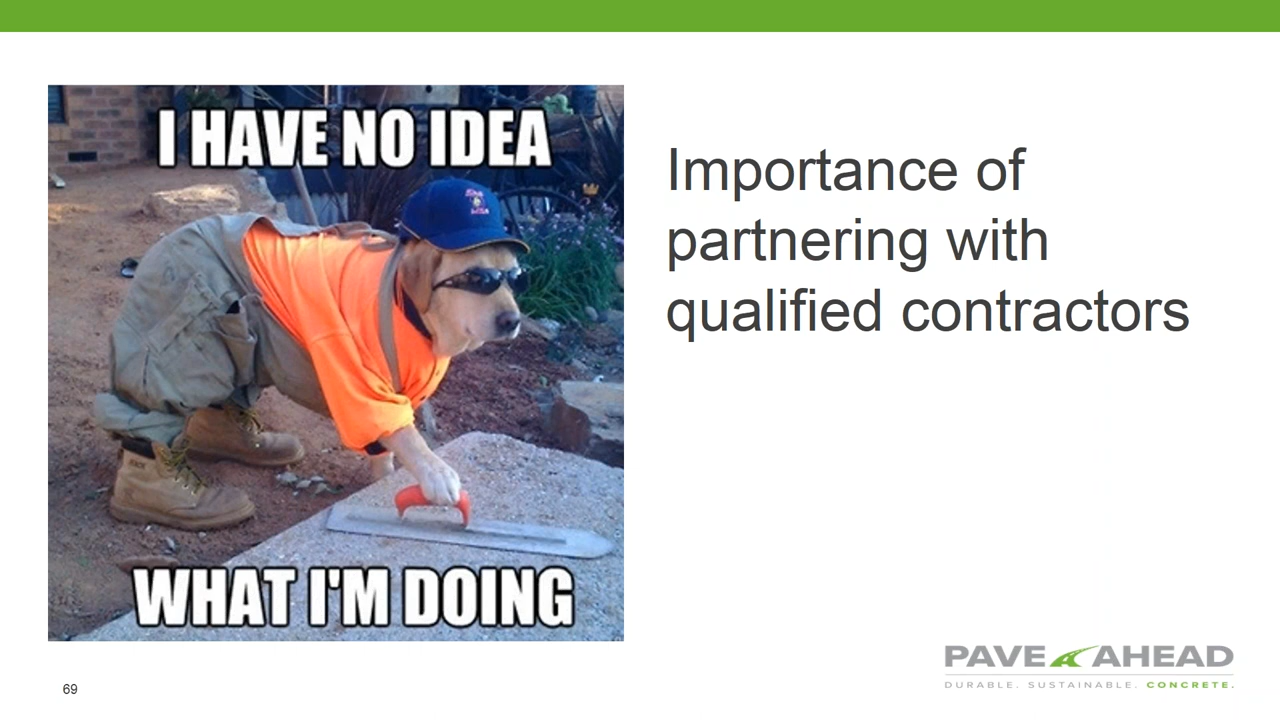 I HAVE NO IDEA
WHAT I'M DOING
Importance of
partnering with
qualified contractors
69
PAVE AHEAD
DURABLE. SUSTAINABLE. CONCRETE.